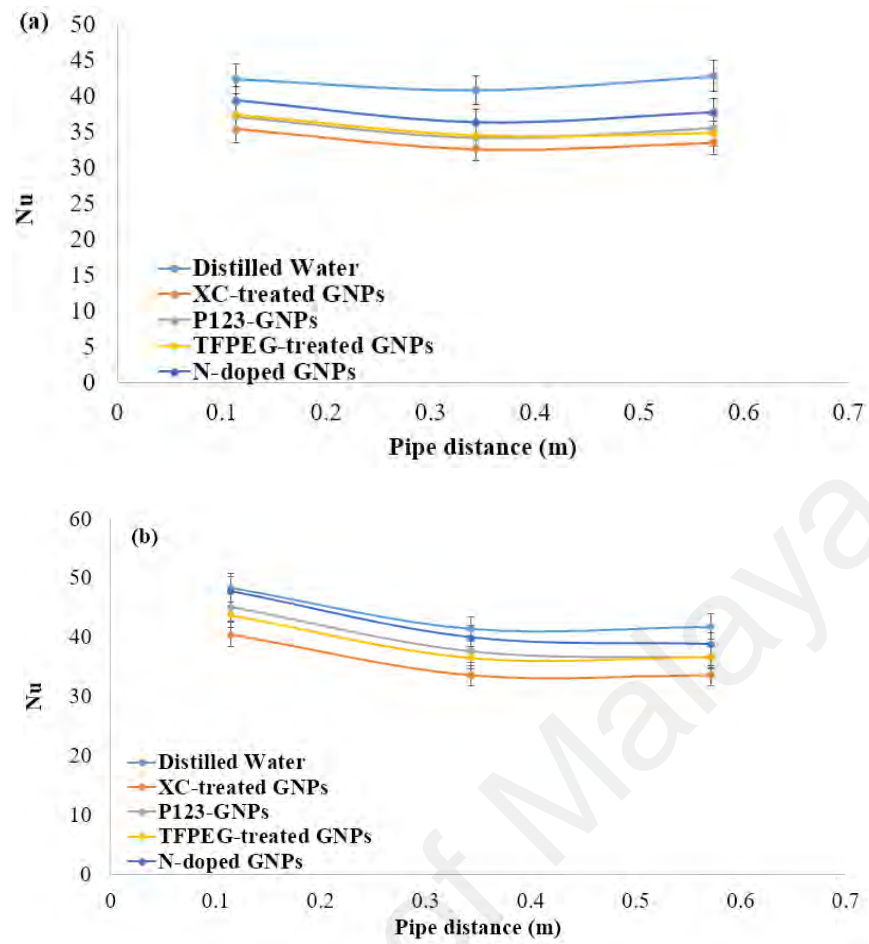 (a)
50
45
40
35
30
25
20
15
10
5
0
Nu
Distilled Water
XC-treated GNPs
P123-GNPs
TFPEG-treated GNPs
N-doped GNPs
0 0.1 0.2 0.3 0.4 0.5 0.6 0.7
Pipe distance (m)
(b)
60
50
40
30
20
10
0
Nu
Distilled Water
XC-treated GNPs
P123-GNPs
TFPEG-treated GNPs
N-doped GNPs
0 0.1 0.2 0.3 0.4 0.5 0.6 0.7
Pipe distance (m)
of Malaya